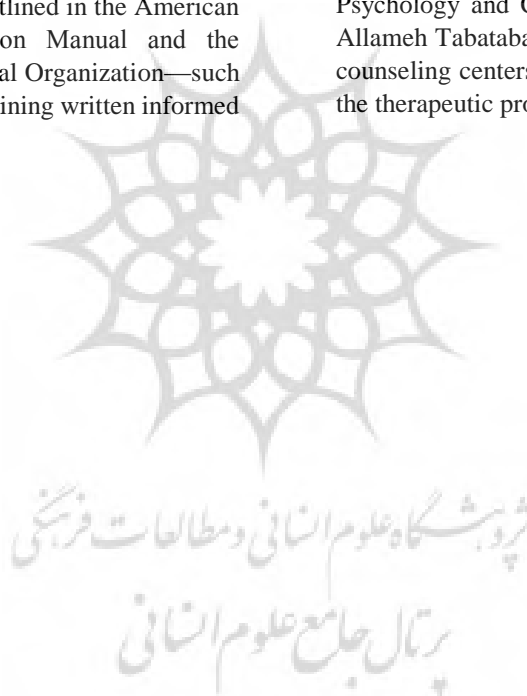 tlined in the American
on Manual and the
al Organization—such
ining written informed
Psychology and
Allameh Tabataba
counseling centers
the therapeutic pro
پژوهشگاه علوم انسانی و مطالعات فرهنگی
پرتال جامع علوم انسانی